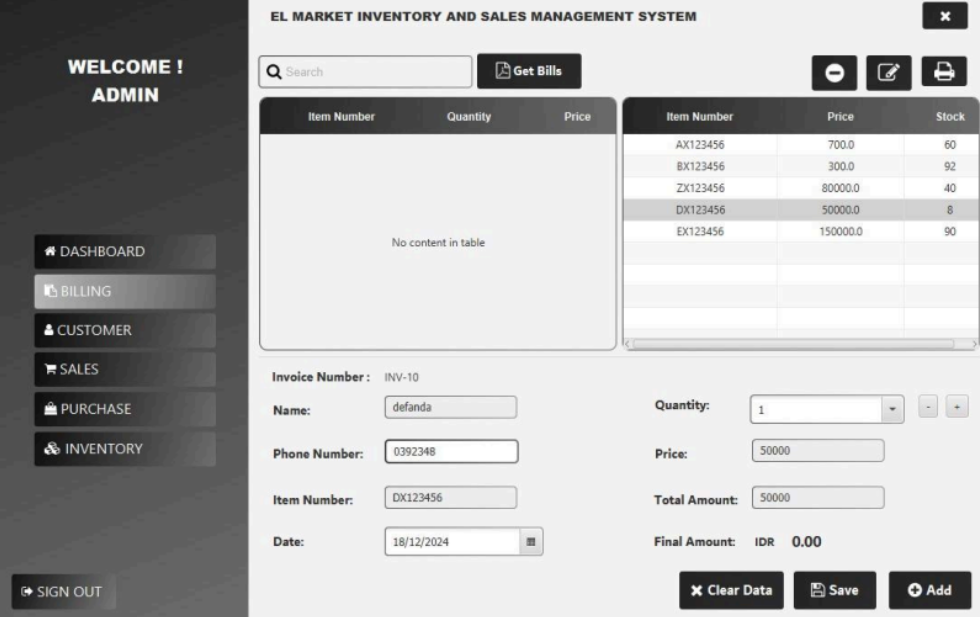 EL MARKET INVENTORY AND SALES MANAGEMENT SYSTEM
WELCOME !
ADMIN
DASHBOARD
BILLING
CUSTOMER
SALES
PURCHASE
INVENTORY
SIGN OUT
Search
Get Bills
Item Number Quantity Price
No content in table
Item Number Price Stock
AX123456 700.0 60
BX123456 300.0 92
ZX123456 80000.0 40
DX123456 50000.0 8
EX123456 150000.0 90
Invoice Number : INV-10
Name: defanda
Phone Number: 0392348
Item Number: DX123456
Date: 18/12/2024
Quantity: 1 - +
Price: 50000
Total Amount: 50000
Final Amount: IDR 0.00
Clear Data
Save
Add